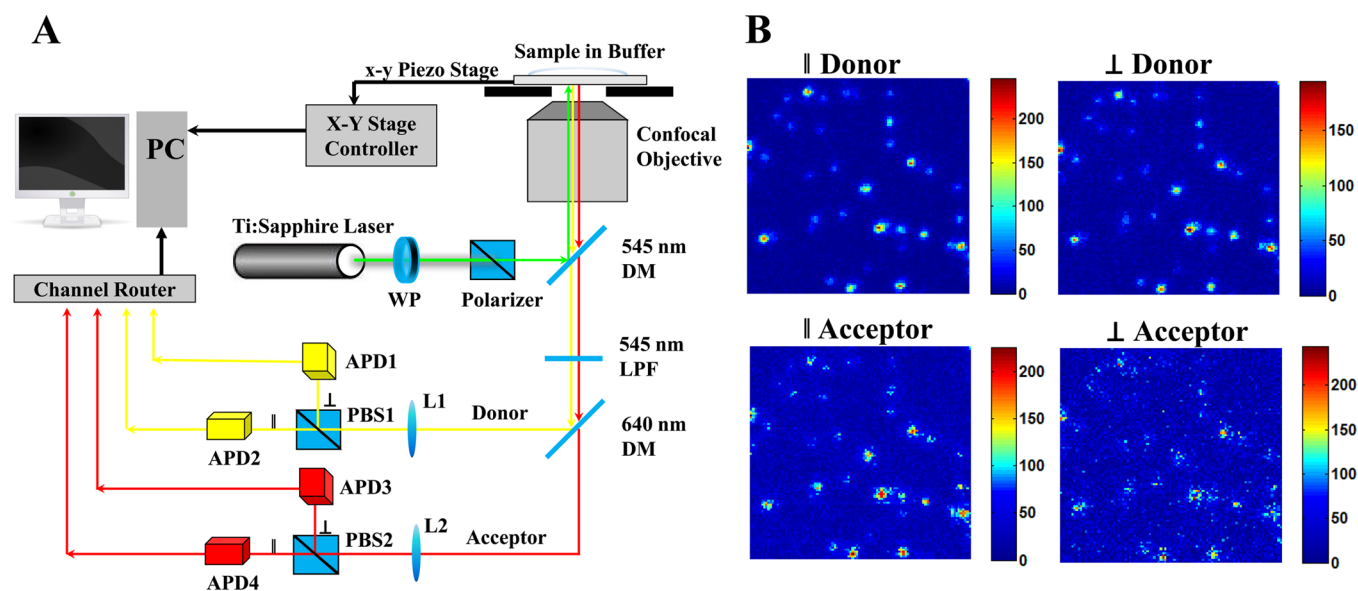 A
Sample in Buffer
x-y Piezo Stage
X-Y Stage
Controller
PC
Confocal
Objective
Ti:Sapphire Laser
WP
Polarizer
545 nm
DM
Channel Router
545 nm
LPF
APD1
⊥
PBS1
L1
Donor
640 nm
DM
||
APD2
APD3
⊥
PBS2
L2
Acceptor
||
APD4
B
|| Donor
200
150
100
50
0
⊥ Donor
150
100
50
0
|| Acceptor
200
150
100
50
0
⊥ Acceptor
200
150
100
50
0